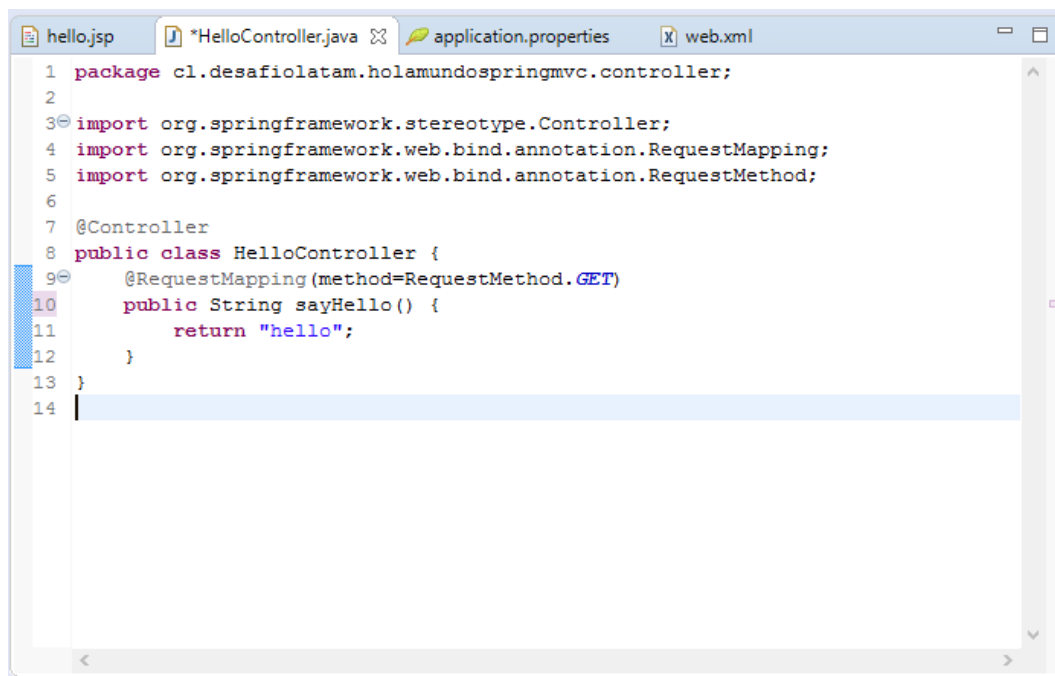 hello.jsp *HelloController.java application.properties web.xml
1 package cl.desafiolatam.holamundospringmvc.controller;
2
3 import org.springframework.stereotype.Controller;
4 import org.springframework.web.bind.annotation.RequestMapping;
5 import org.springframework.web.bind.annotation.RequestMethod;
6
7 @Controller
8 public class HelloController {
9 @RequestMapping(method=RequestMethod.GET)
10 public String sayHello() {
11 return "hello";
12 }
13 }
14